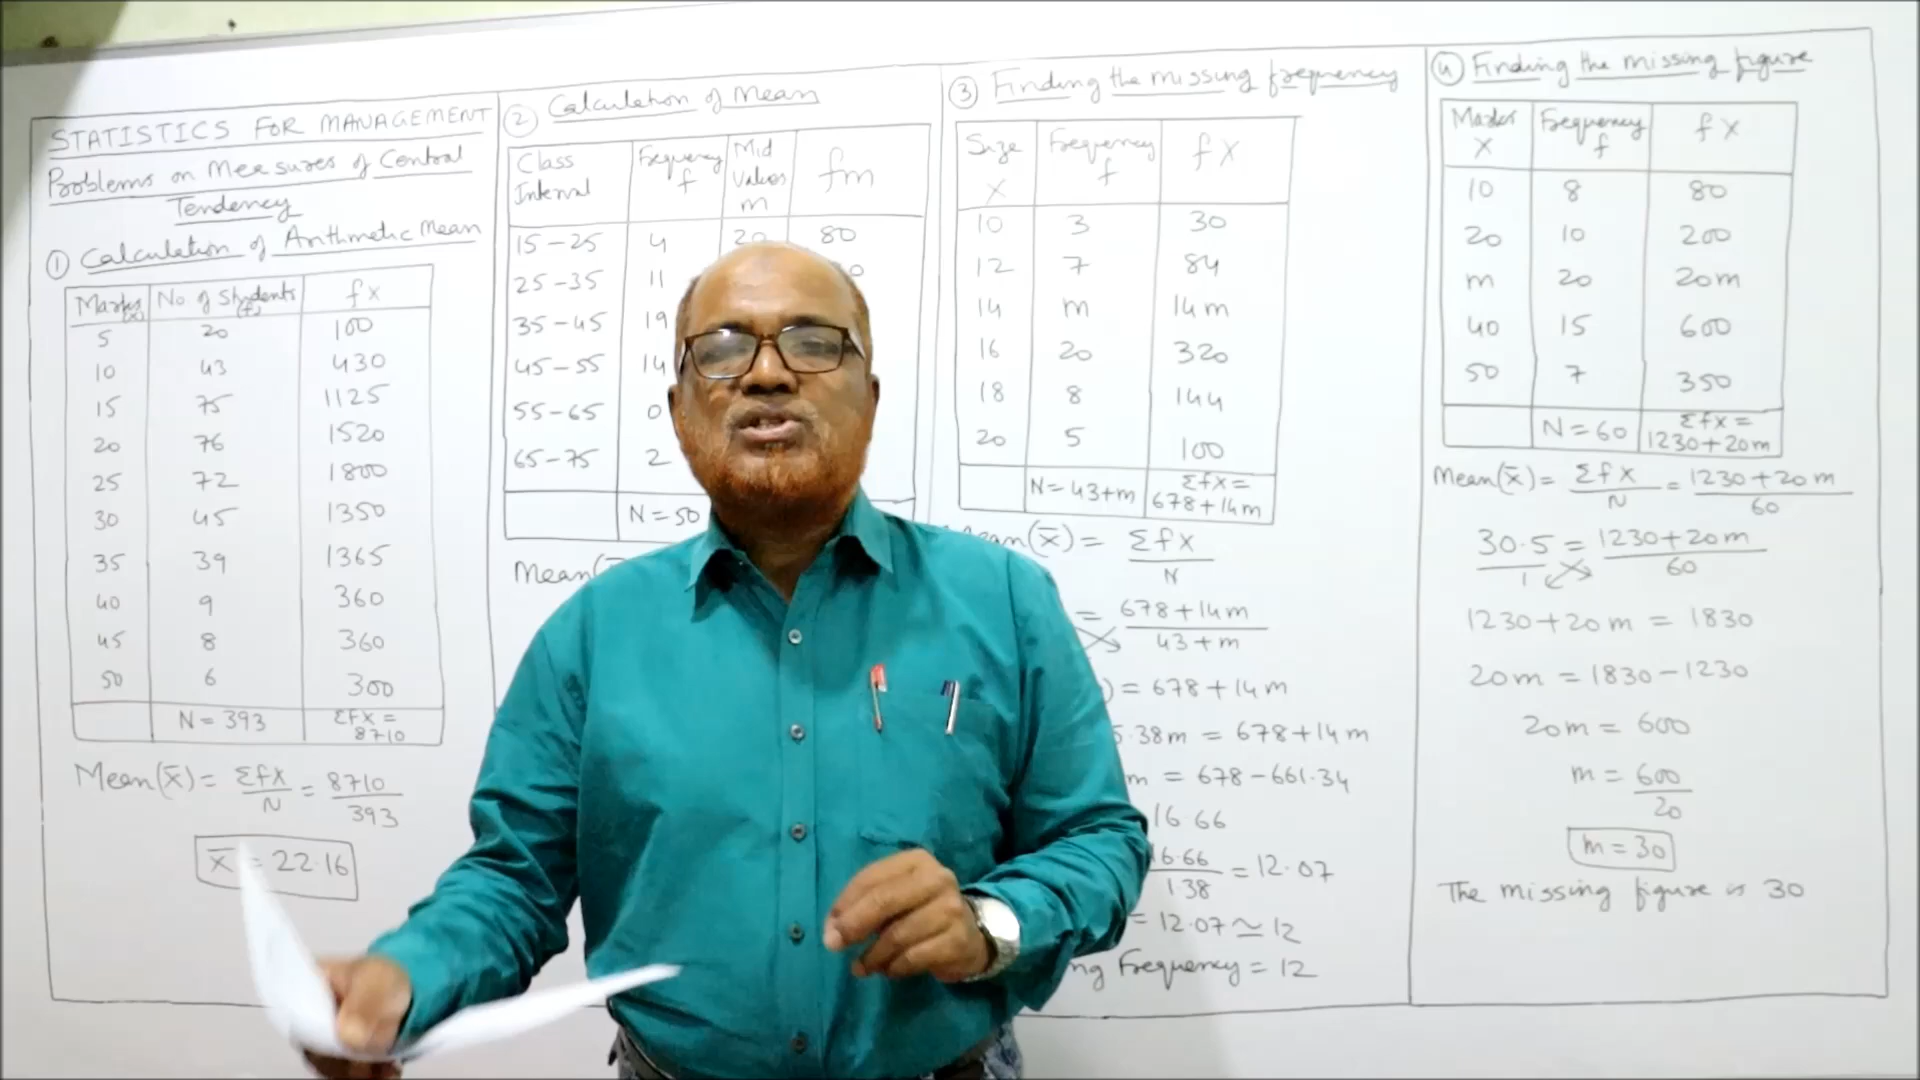 STATISTICS FOR MANAGEMENT
Problems on Measures of Central
Tendency
① Calculation of Arithmetic Mean
Marks (x) No of Students (f) fX
5 20 100
10 43 430
15 75 1125
20 76 1520
25 72 1800
30 45 1350
35 39 1365
40 9 360
45 8 360
50 6 300
N = 393 Σfx = 8710
Mean(x̄) = Σfx/N = 8710/393
x̄ = 22.16
② Calculation of Mean
Class Interval Frequency f Mid Values m fm
15-25 4 20 80
25-35 11
35-45 19
45-55 14
55-65 0
65-75 2
N = 50
Mean(
③ Finding the missing frequency
Size X Frequency f fX
10 3 30
12 7 84
14 m 14m
16 20 320
18 8 144
20 5 100
N = 43+m Σfx = 678+14m
Mean(x̄) = Σfx/N
= 678+14m/43+m
) = 678+14m
.38m = 678+14m
m = 678-661.34
16.66
16.66/1.38 = 12.07
= 12.07 ≃ 12
ng Frequency = 12
④ Finding the missing figure
Marks X Frequency f fX
10 8 80
20 10 200
m 20 20m
40 15 600
50 7 350
N = 60 Σfx = 1230+20m
Mean(x̄) = Σfx/N = 1230+20m/60
30.5/1 = 1230+20m/60
1230+20m = 1830
20m = 1830-1230
20m = 600
m = 600/20
m = 30
The missing figure is 30